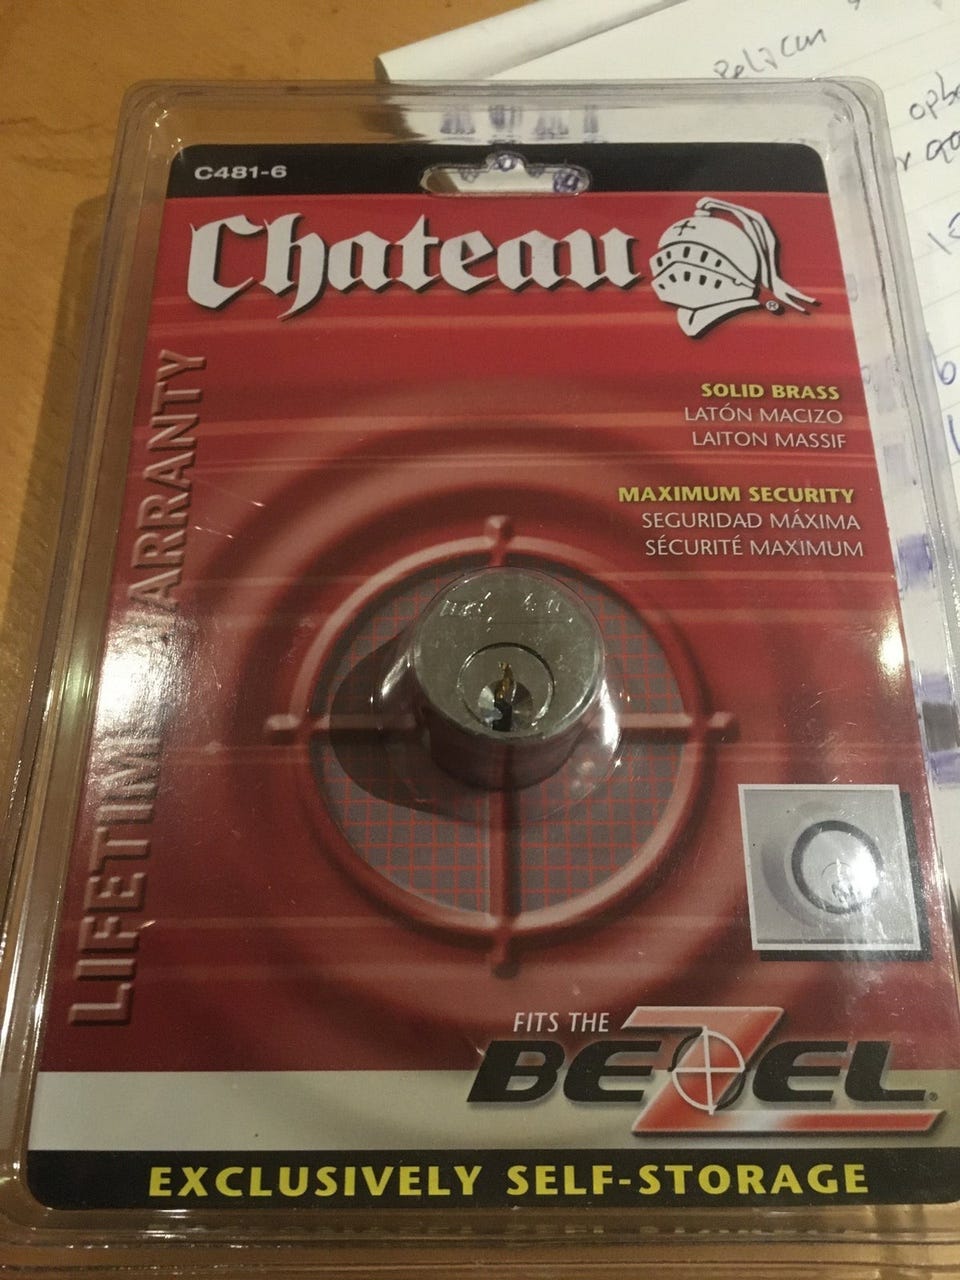 Pelican
C481-6
Chateau
®
SOLID BRASS
LATÓN MACIZO
LAITON MASSIF
MAXIMUM SECURITY
SEGURIDAD MÁXIMA
SÉCURITÉ MAXIMUM
LIFETIME WARRANTY
FITS THE
BEZEL®
EXCLUSIVELY SELF-STORAGE